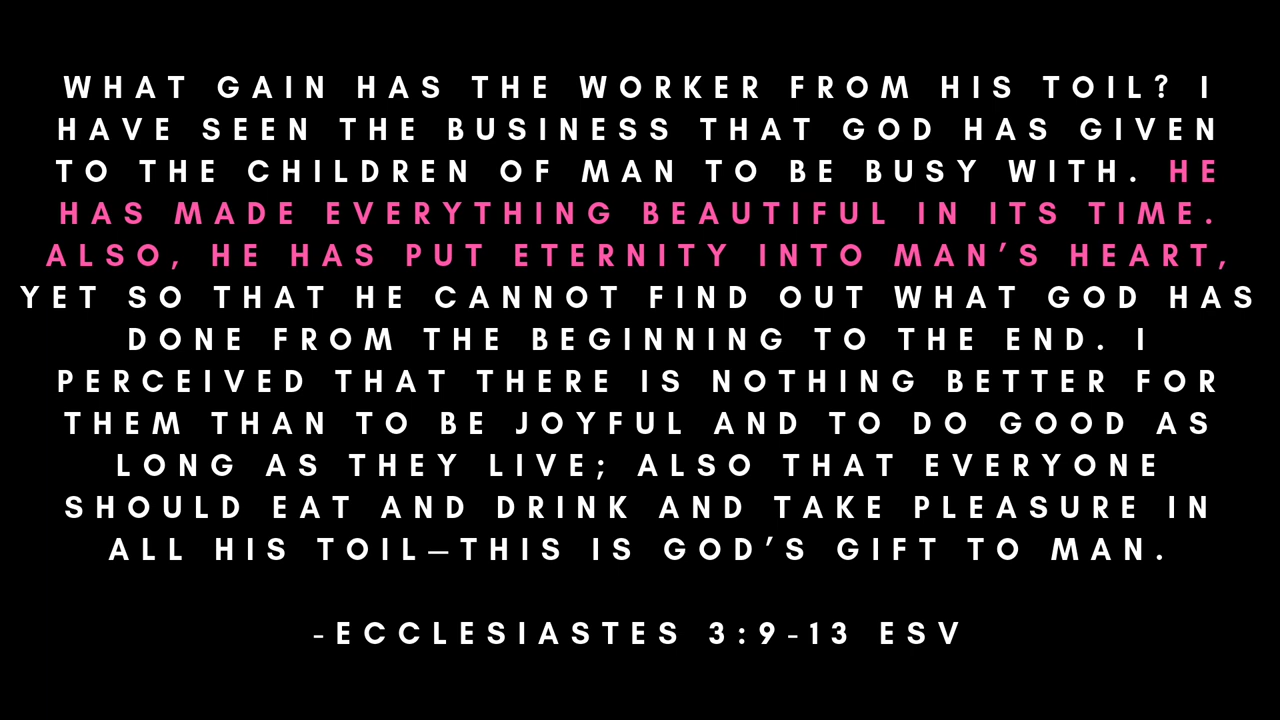 WHAT GAIN HAS THE WORKER FROM HIS TOIL? I
HAVE SEEN THE BUSINESS THAT GOD HAS GIVEN
TO THE CHILDREN OF MAN TO BE BUSY WITH. HE
HAS MADE EVERYTHING BEAUTIFUL IN ITS TIME.
ALSO, HE HAS PUT ETERNITY INTO MAN’S HEART,
YET SO THAT HE CANNOT FIND OUT WHAT GOD HAS
DONE FROM THE BEGINNING TO THE END. I
PERCEIVED THAT THERE IS NOTHING BETTER FOR
THEM THAN TO BE JOYFUL AND TO DO GOOD AS
LONG AS THEY LIVE; ALSO THAT EVERYONE
SHOULD EAT AND DRINK AND TAKE PLEASURE IN
ALL HIS TOIL—THIS IS GOD’S GIFT TO MAN.
-ECCLESIASTES 3:9-13 ESV